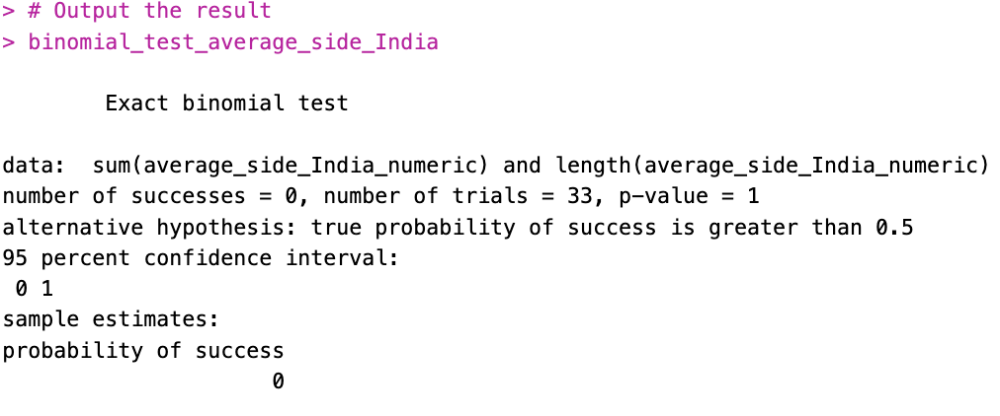 > # Output the result
> binomial_test_average_side_India
Exact binomial test
data:  sum(average_side_India_numeric) and length(average_side_India_numeric)
number of successes = 0, number of trials = 33, p-value = 1
alternative hypothesis: true probability of success is greater than 0.5
95 percent confidence interval:
 0 1
sample estimates:
probability of success
0